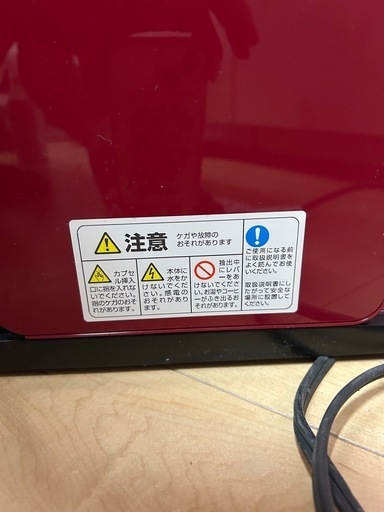 注意
ケガや故障の
おそれがあります
カプセ
ル挿入
口に指を入れな
いでください。
指のケガのおそ
れがあります。
本体に
水をか
けないでくださ
い。感電のお
それがあります。
抽出中
にレバ
ーをあ
けないでくださ
い。お湯やコーヒ
ーがふき出るおそ
れがあります。
ご使用になる前
に取扱説明書を
よく読んでお使
いください。
取扱説明書にし
たがって安全な
場所に設置して
ください。